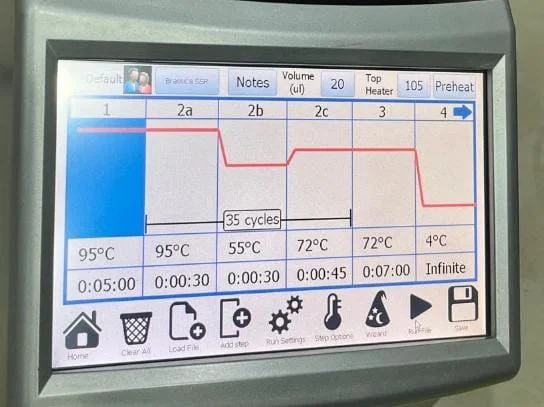 Default Brassica SSR Notes Volume (ul) 20 Top Heater 105 Preheat
1 2a 2b 2c 3 4
35 cycles
95°C 95°C 55°C 72°C 72°C 4°C
0:05:00 0:00:30 0:00:30 0:00:45 0:07:00 Infinite
Home Clear All Load File Add step Run Settings Step Options Wizard Run File Save